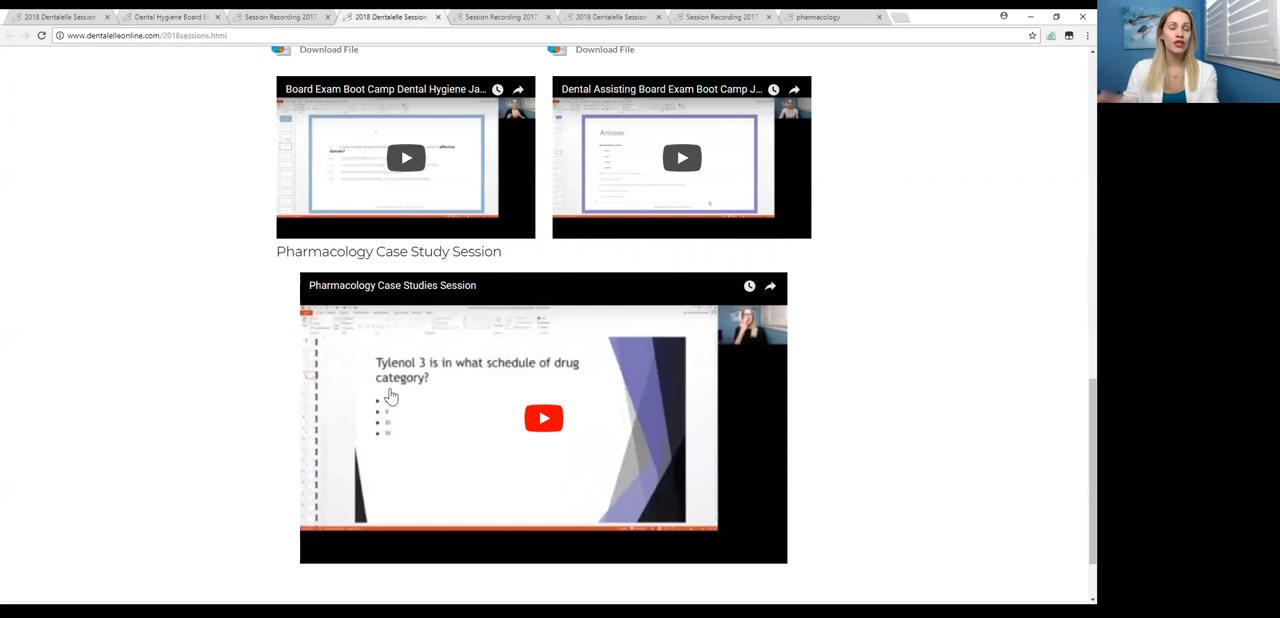 2018 Dentalelle Session
Dental Hygiene Board E
Session Recording 2017
2018 Dentalelle Session
Session Recording 2017
2018 Dentalelle Session
Session Recording 2017
pharmacology
www.dentalelleonline.com/2018sessions.html
Download File
Download File
Board Exam Boot Camp Dental Hygiene Ja...
Dental Assisting Board Exam Boot Camp J...
Answer
Pharmacology Case Study Session
Pharmacology Case Studies Session
Tylenol 3 is in what schedule of drug
category?
II
III
IV